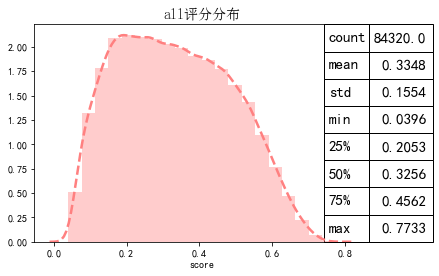 all评分分布
2.00
1.75
1.50
1.25
1.00
0.75
0.50
0.25
0.00
0.0 0.2 0.4 0.6 0.8
score
count 84320.0
mean 0.3348
std 0.1554
min 0.0396
25% 0.2053
50% 0.3256
75% 0.4562
max 0.7733